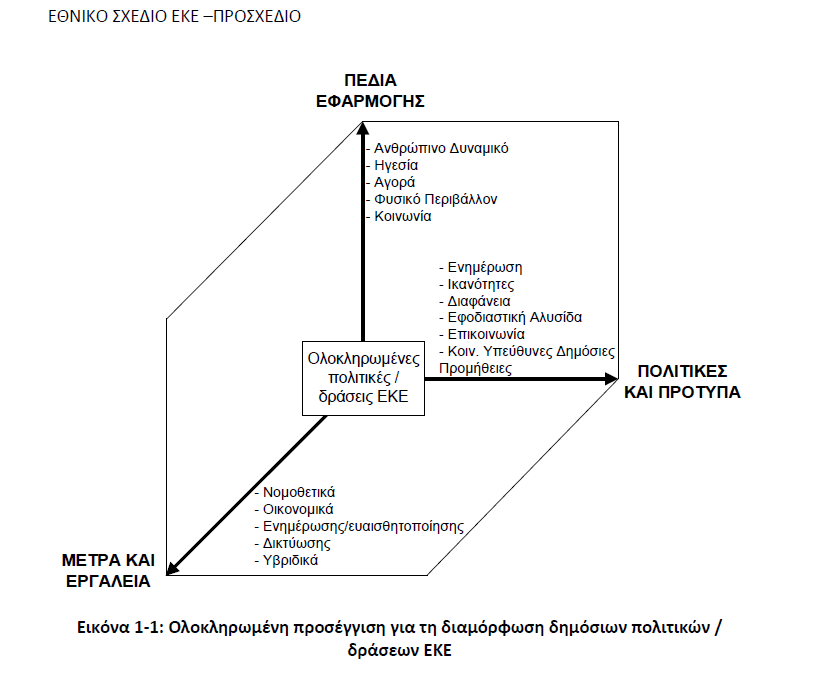 ΕΘΝΙΚΟ ΣΧΕΔΙΟ ΕΚΕ –ΠΡΟΣΧΕΔΙΟ
ΠΕΔΙΑ
ΕΦΑΡΜΟΓΗΣ
- Ανθρώπινο Δυναμικό
- Ηγεσία
- Αγορά
- Φυσικό Περιβάλλον
- Κοινωνία
- Ενημέρωση
- Ικανότητες
- Διαφάνεια
- Εφοδιαστική Αλυσίδα
- Επικοινωνία
- Κοιν. Υπεύθυνες Δημόσιες
Προμήθειες
Ολοκληρωμένες
πολιτικές /
δράσεις ΕΚΕ
ΠΟΛΙΤΙΚΕΣ
ΚΑΙ ΠΡΟΤΥΠΑ
- Νομοθετικά
- Οικονομικά
- Ενημέρωσης/ευαισθητοποίησης
- Δικτύωσης
- Υβριδικά
ΜΕΤΡΑ ΚΑΙ
ΕΡΓΑΛΕΙΑ
Εικόνα 1-1: Ολοκληρωμένη προσέγγιση για τη διαμόρφωση δημόσιων πολιτικών /
δράσεων ΕΚΕ